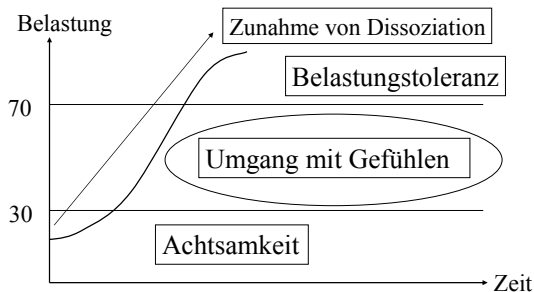 Belastung
Zunahme von Dissoziation
Belastungstoleranz
70
Umgang mit Gefühlen
30
Achtsamkeit
Zeit